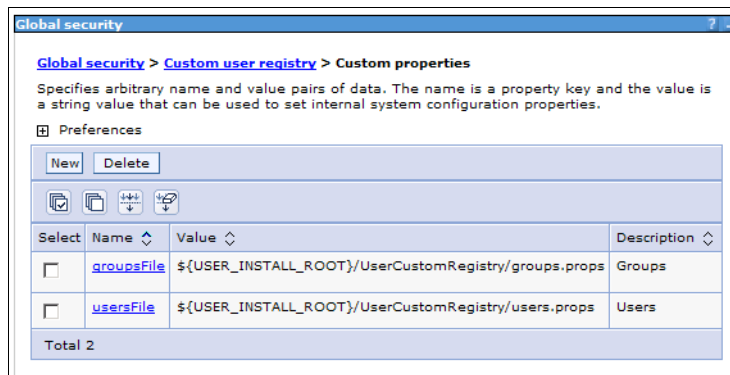 Global security ? _
Global security > Custom user registry > Custom properties
Specifies arbitrary name and value pairs of data. The name is a property key and the value is
a string value that can be used to set internal system configuration properties.
Preferences
New Delete
Select Name Value Description
groupsFile ${USER_INSTALL_ROOT}/UserCustomRegistry/groups.props Groups
usersFile ${USER_INSTALL_ROOT}/UserCustomRegistry/users.props Users
Total 2